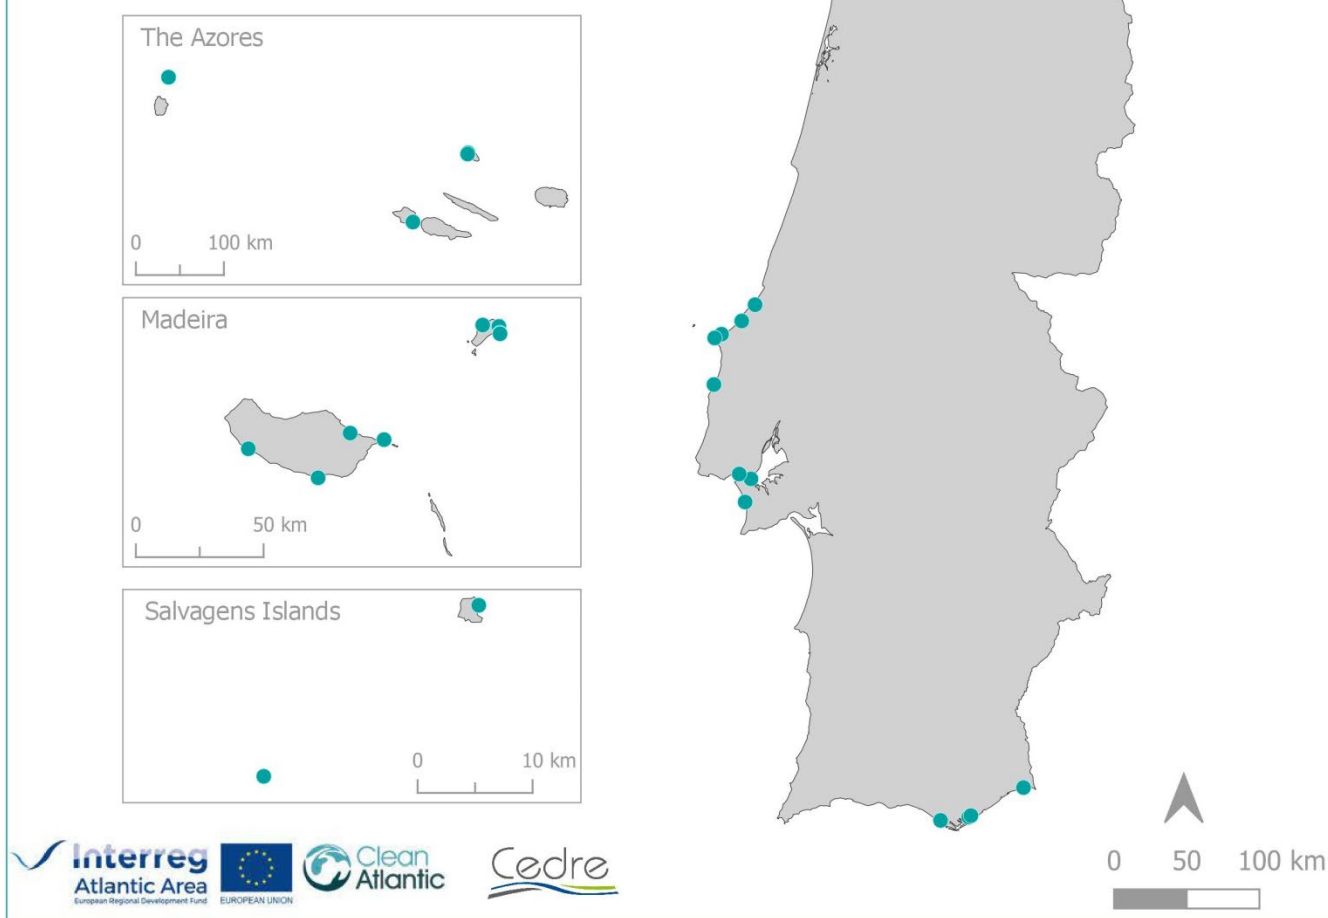 The Azores
0 100 km
Madeira
0 50 km
Salvagens Islands
0 10 km
Interreg
Atlantic Area
European Regional Development Fund
EUROPEAN UNION
Clean
Atlantic
Cedre
0 50 100 km